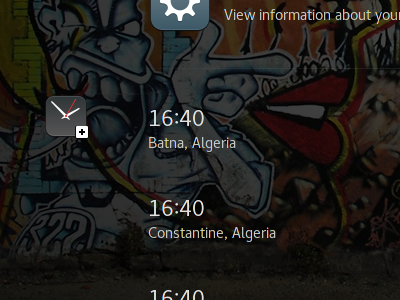 View information about your
16:40
Batna, Algeria
16:40
Constantine, Algeria
16:40